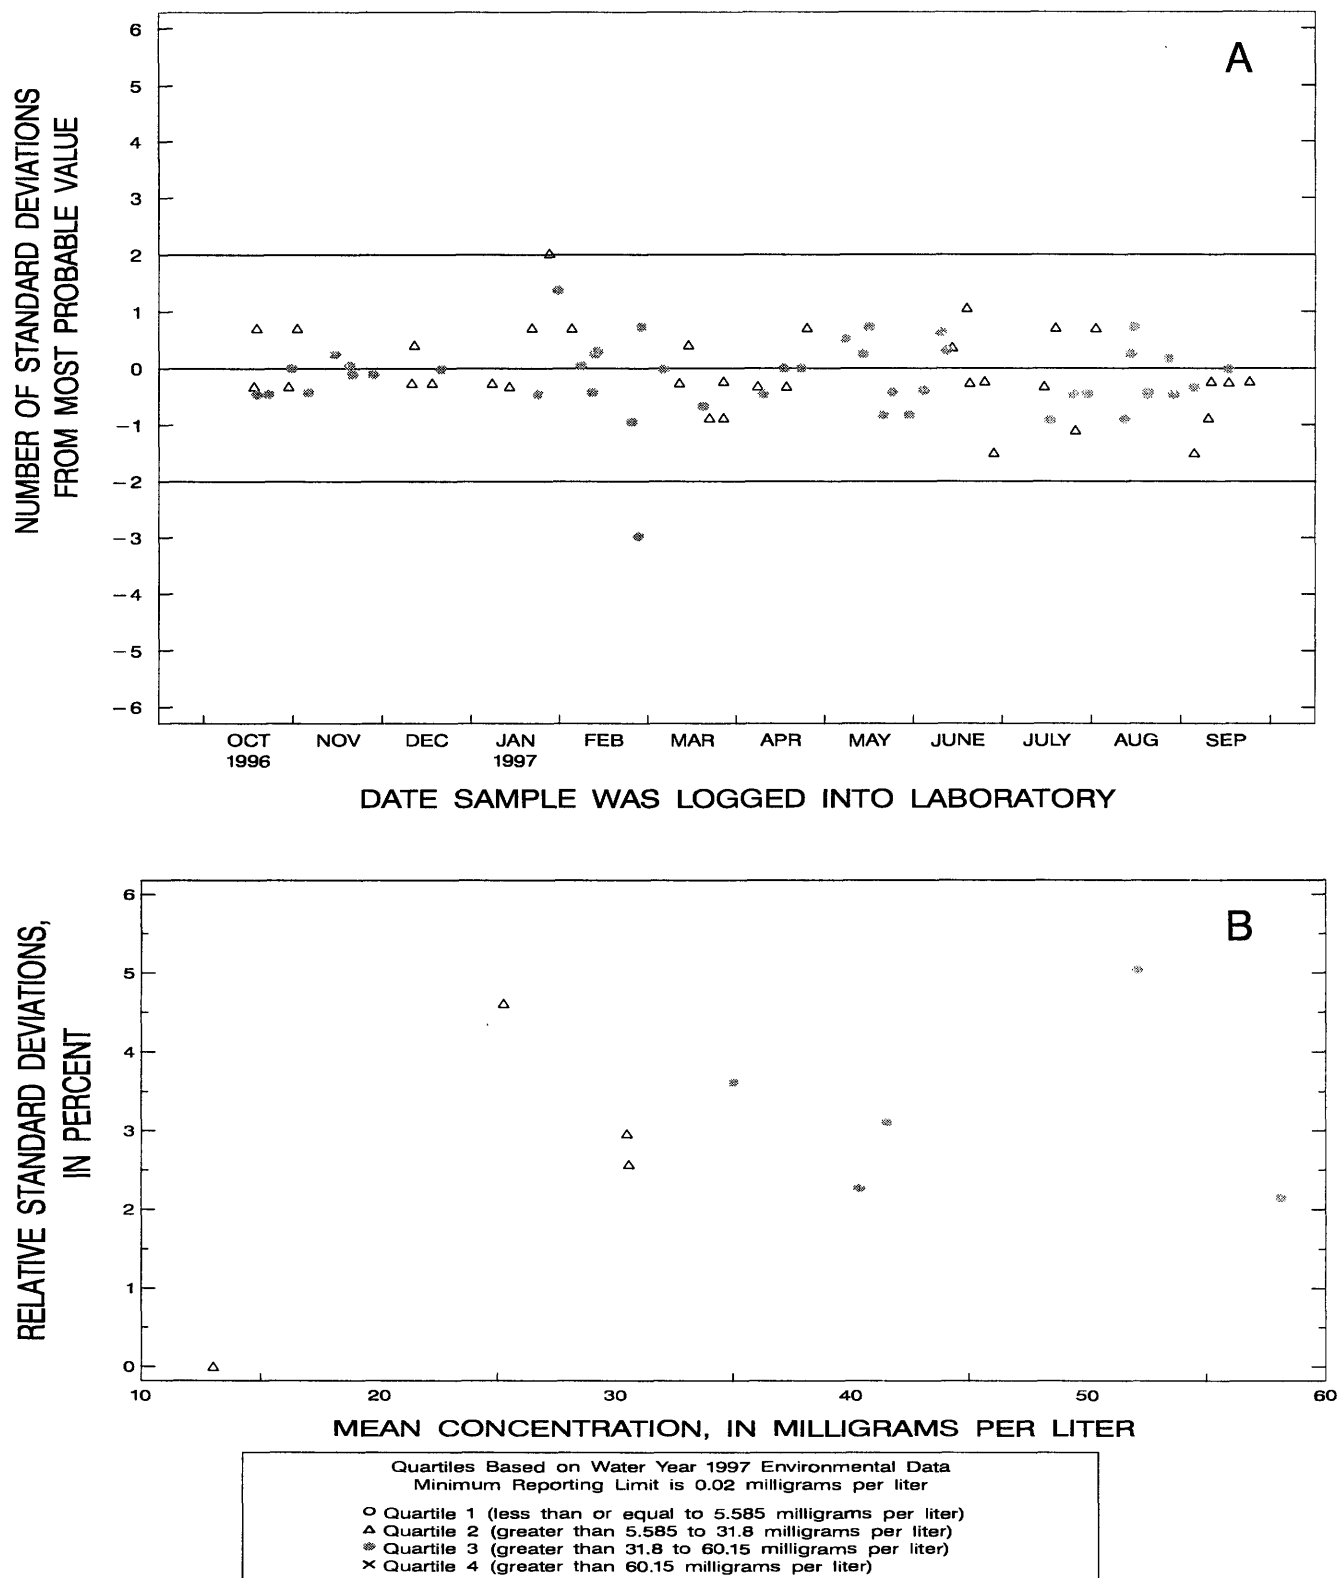 A
NUMBER OF STANDARD DEVIATIONS
FROM MOST PROBABLE VALUE
6
5
4
3
2
1
0
−1
−2
−3
−4
−5
−6
OCT NOV DEC JAN FEB MAR APR MAY JUNE JULY AUG SEP
1996 1997
DATE SAMPLE WAS LOGGED INTO LABORATORY
B
RELATIVE STANDARD DEVIATIONS,
IN PERCENT
6
5
4
3
2
1
0
10 20 30 40 50 60
MEAN CONCENTRATION, IN MILLIGRAMS PER LITER
Quartiles Based on Water Year 1997 Environmental Data
Minimum Reporting Limit is 0.02 milligrams per liter
Quartile 1 (less than or equal to 5.585 milligrams per liter)
Quartile 2 (greater than 5.585 to 31.8 milligrams per liter)
Quartile 3 (greater than 31.8 to 60.15 milligrams per liter)
Quartile 4 (greater than 60.15 milligrams per liter)